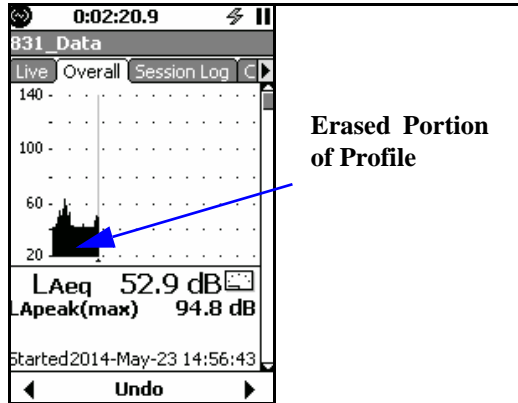 0:02:20.9
831_Data
Live Overall Session Log C
140
100
60
20
LAeq 52.9 dB
LApeak(max) 94.8 dB
Started 2014-May-23 14:56:43
Undo
Erased Portion
of Profile